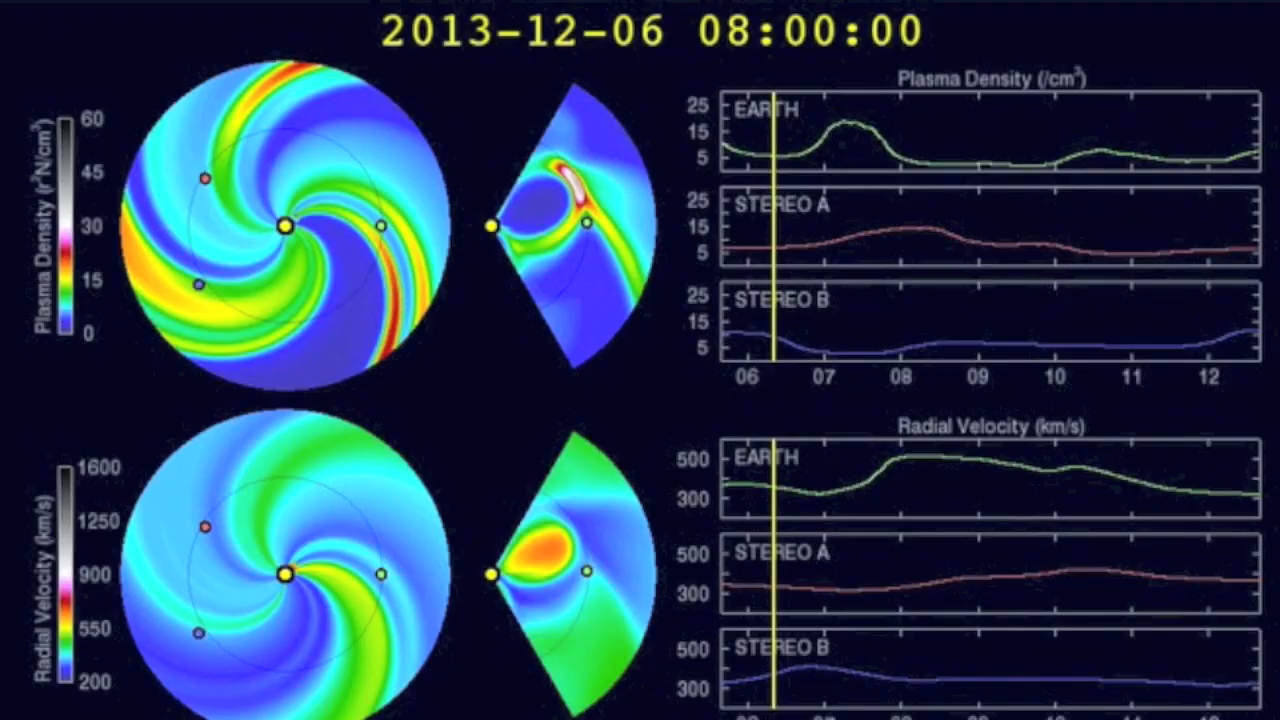 2013-12-06 08:00:00
Plasma Density (r²N/cm³)
60
45
30
15
0
Plasma Density (/cm³)
EARTH
25
15
5
STEREO A
25
15
5
STEREO B
25
15
5
06 07 08 09 10 11 12
Radial Velocity (km/s)
1600
1250
900
550
200
Radial Velocity (km/s)
EARTH
500
300
STEREO A
500
300
STEREO B
500
300